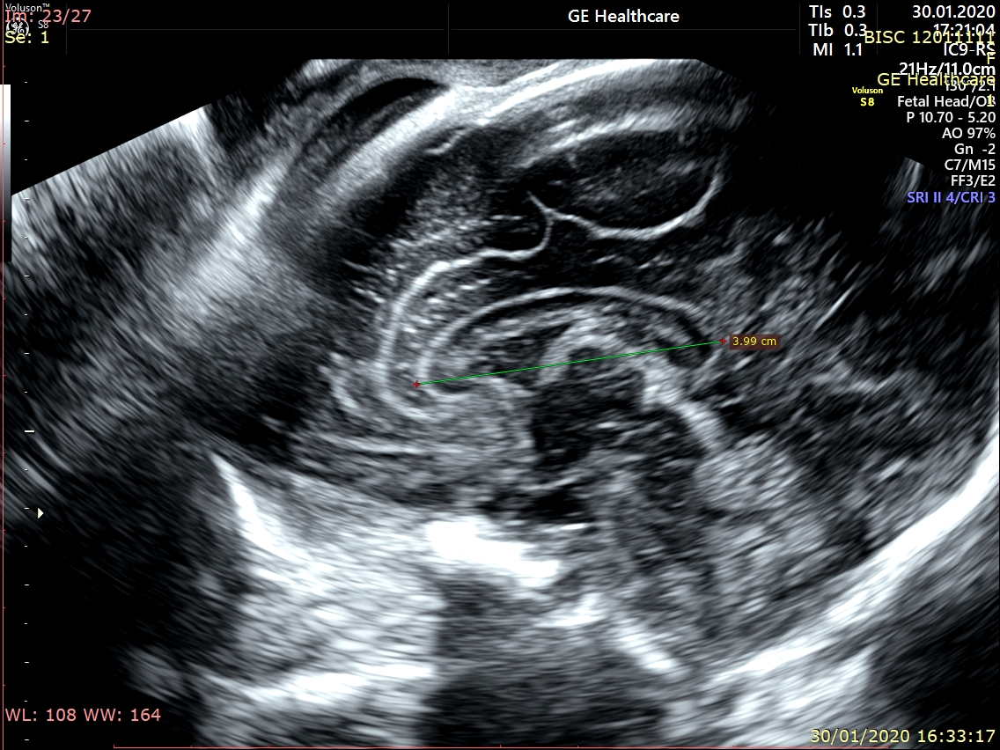 Voluson™
S8
Im: 23/27
Se: 1
GE Healthcare
TIs 0.3
TIb 0.3
MI 1.1
30.01.2020
17:21:04
BISC 12011111
IC9-RS
F
21Hz/11.0cm
GE Healthcare
Voluson
S8
Fetal Head/OB
P 10.70 - 5.20
AO 97%
Gn -2
C7/M15
FF3/E2
SRI II 4/CRI 3
3.99 cm
WL: 108 WW: 164
30/01/2020 16:33:17